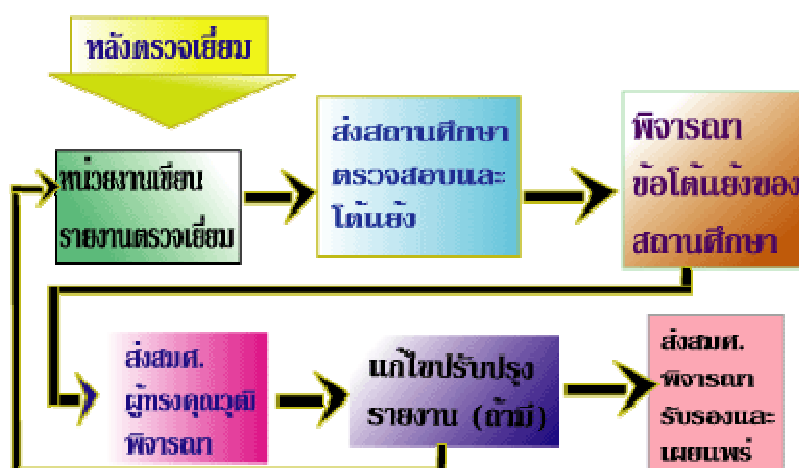 หลังตรวจเยี่ยม
หน่วยงานเขียน
รายงานตรวจเยี่ยม
ส่งสถานศึกษา
ตรวจสอบและ
โต้แย้ง
พิจารณา
ข้อโต้แย้งของ
สถานศึกษา
ส่งสมศ.
ผู้ทรงคุณวุฒิ
พิจารณา
แก้ไขปรับปรุง
รายงาน (ถ้ามี)
ส่งสมศ.
พิจารณา
รับรองและ
เผยแพร่